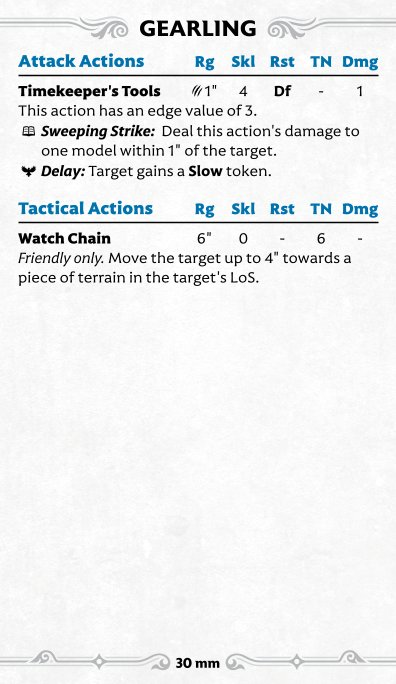 GEARLING
Attack Actions Rg Skl Rst TN Dmg
Timekeeper's Tools 1" 4 Df - 1
This action has an edge value of 3.
Sweeping Strike: Deal this action's damage to
one model within 1" of the target.
Delay: Target gains a Slow token.
Tactical Actions Rg Skl Rst TN Dmg
Watch Chain 6" 0 - 6 -
Friendly only. Move the target up to 4" towards a
piece of terrain in the target's LoS.
30 mm